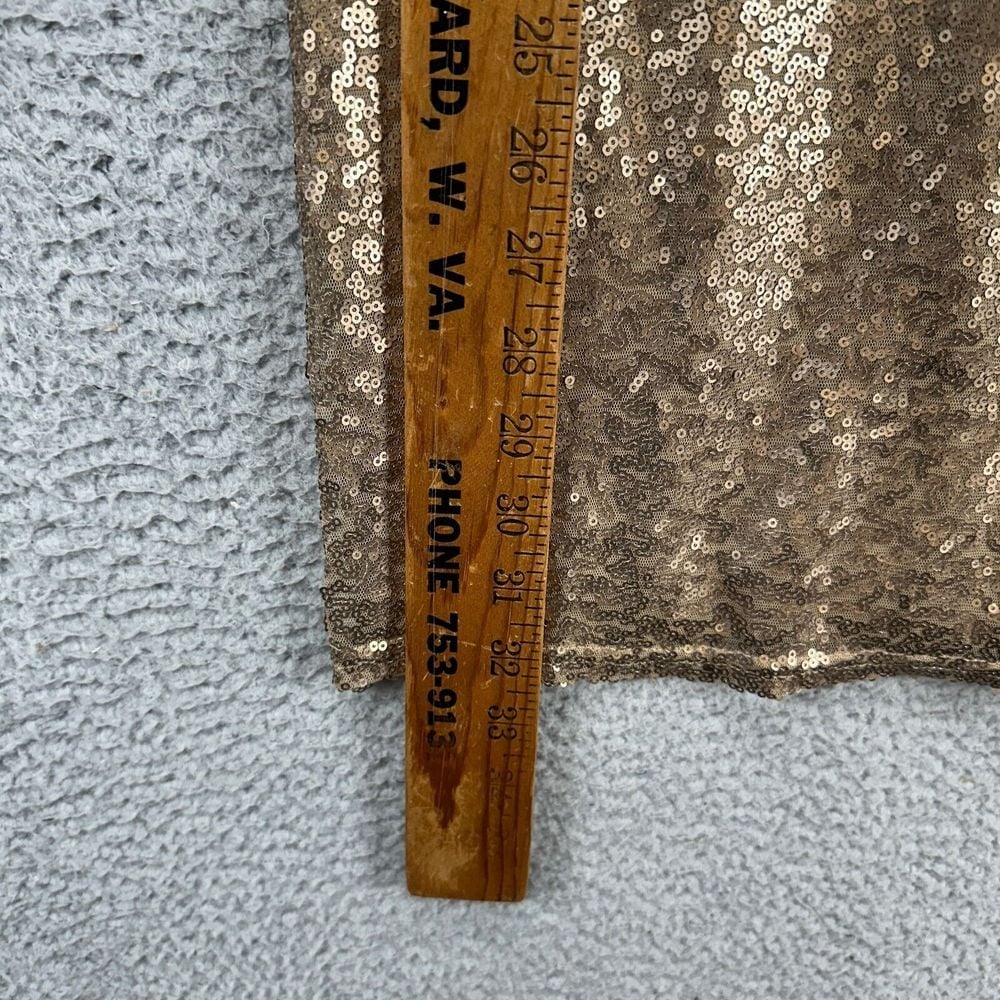 ARD, W. VA. PHONE 753-913
25 26 27 28 29 30 31 32 33